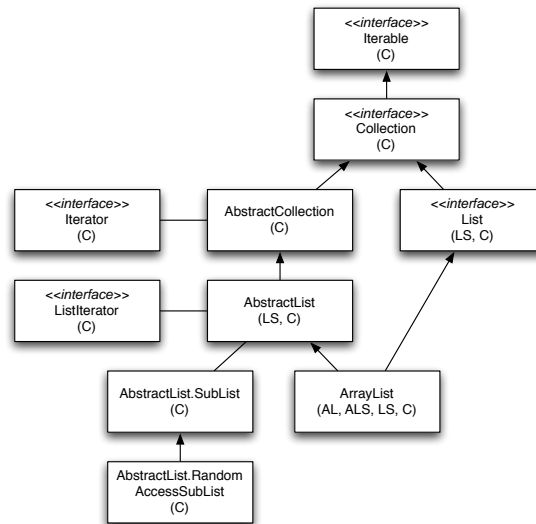 <<interface>>
Iterable
(C)
<<interface>>
Collection
(C)
<<interface>>
Iterator
(C)
AbstractCollection
(C)
<<interface>>
List
(LS, C)
<<interface>>
ListIterator
(C)
AbstractList
(LS, C)
AbstractList.SubList
(C)
ArrayList
(AL, ALS, LS, C)
AbstractList.Random
AccessSubList
(C)